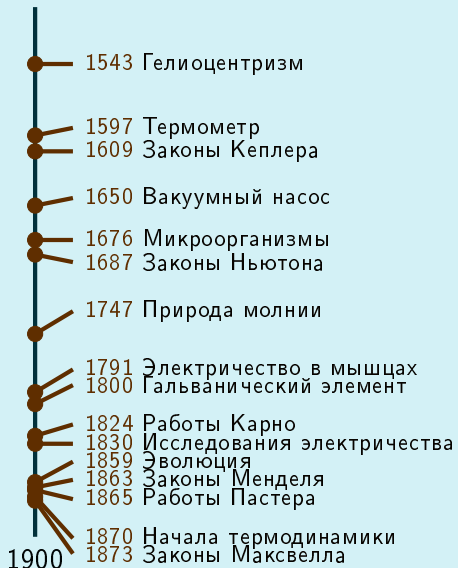 1543 Гелиоцентризм
1597 Термометр
1609 Законы Кеплера
1650 Вакуумный насос
1676 Микроорганизмы
1687 Законы Ньютона
1747 Природа молнии
1791 Электричество в мышцах
1800 Гальванический элемент
1824 Работы Карно
1830 Исследования электричества
1859 Эволюция
1863 Законы Менделя
1865 Работы Пастера
1870 Начала термодинамики
1873 Законы Максвелла
1900